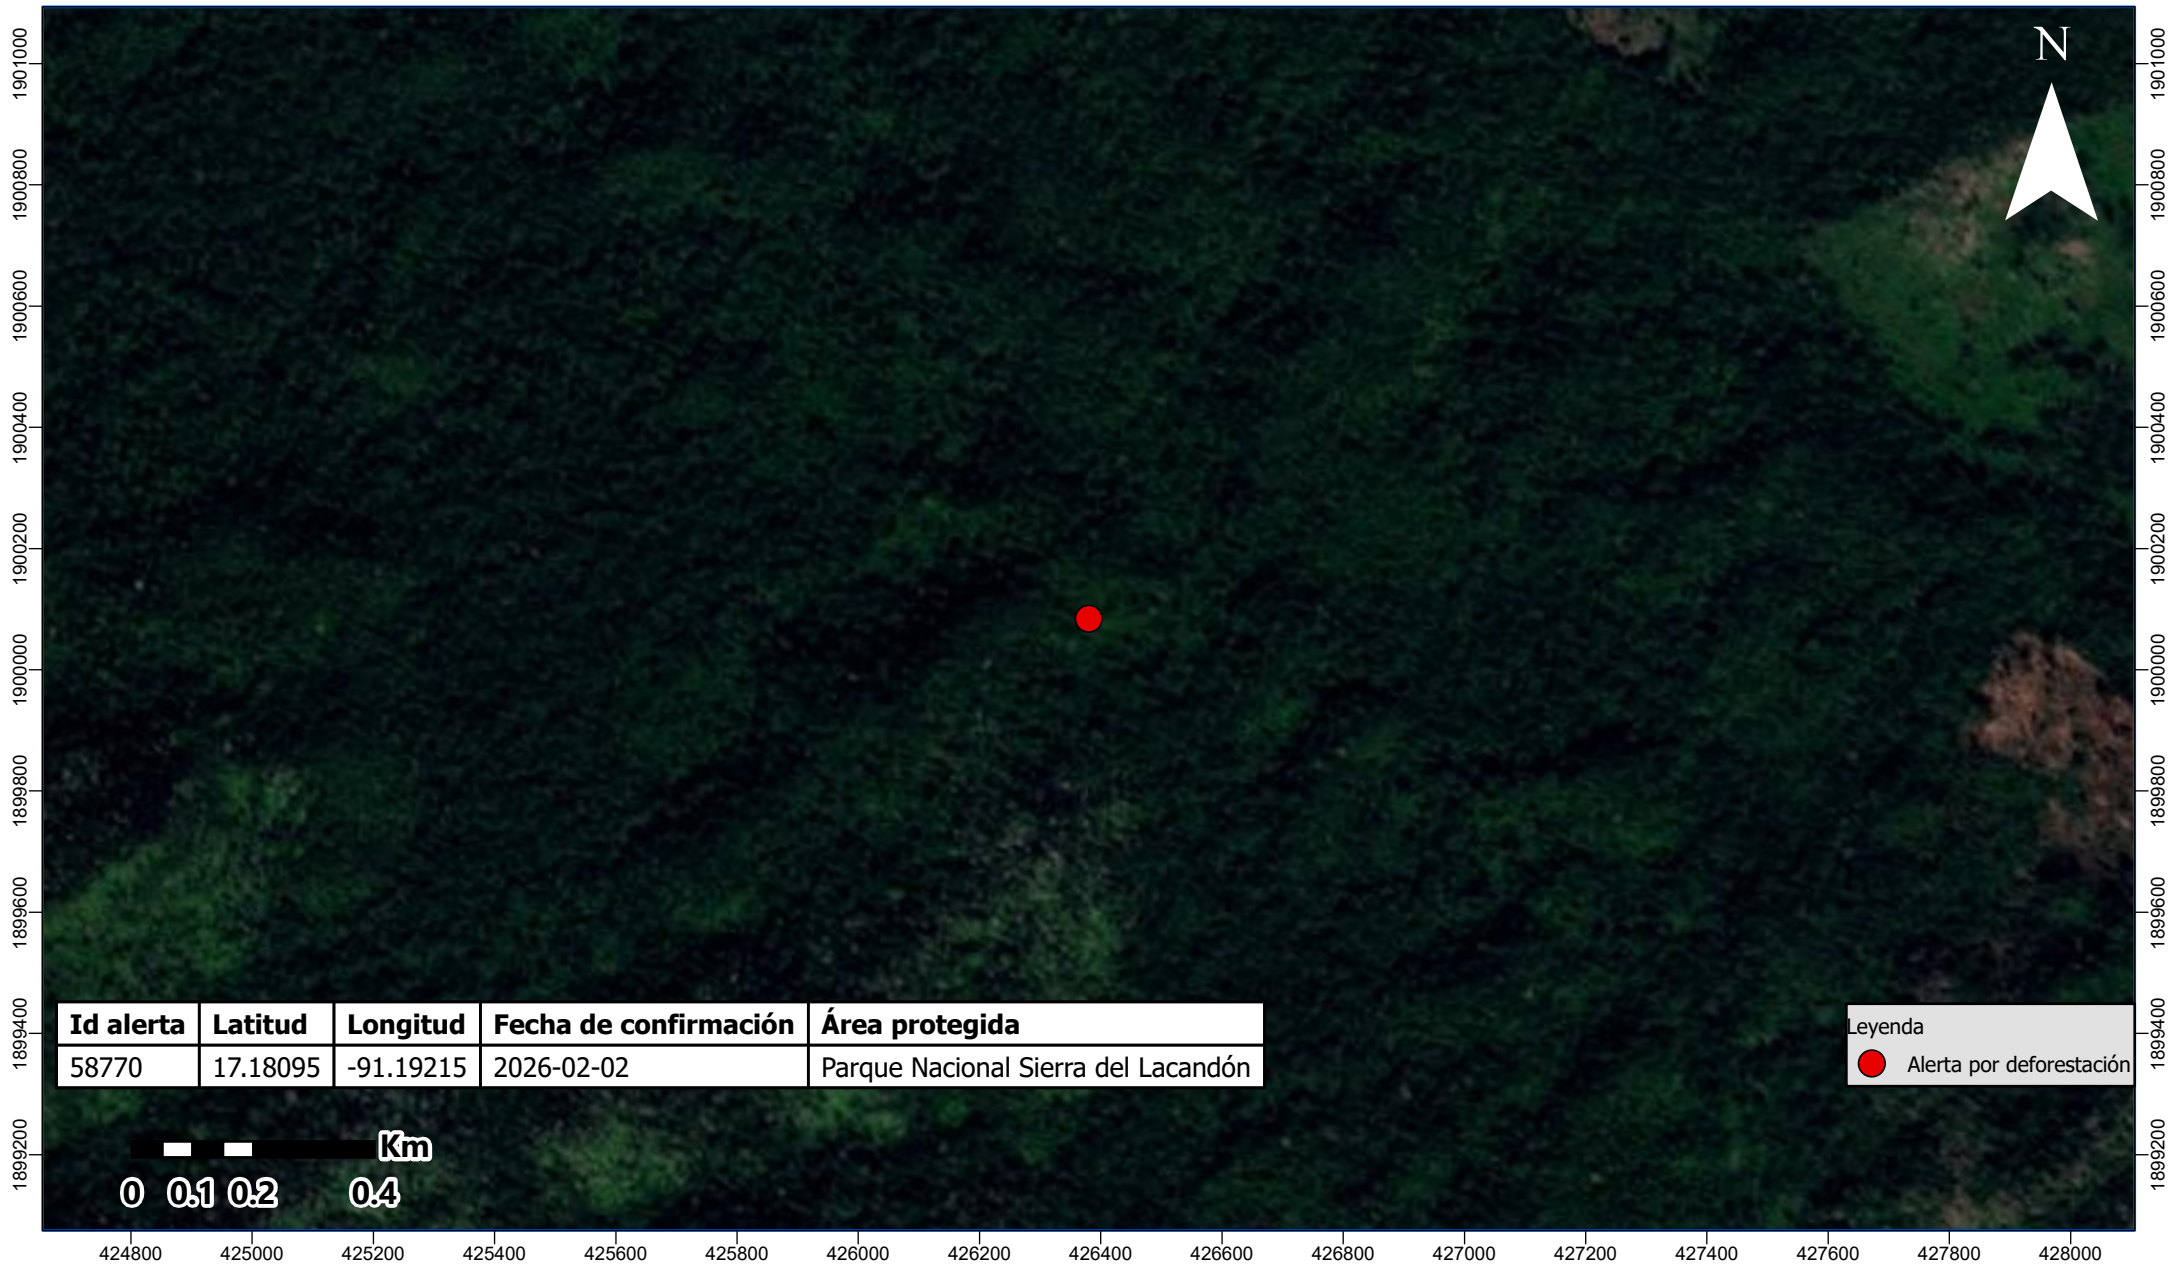 N
1901000
1900800
1900600
1900400
1900200
1900000
1899800
1899600
1899400
1899200
1901000
1900800
1900600
1900400
1900200
1900000
1899800
1899600
1899400
1899200
Id alerta Latitud Longitud Fecha de confirmación Área protegida
58770 17.18095 -91.19215 2026-02-02 Parque Nacional Sierra del Lacandón
Leyenda
Alerta por deforestación
Km
0 0.1 0.2 0.4
424800 425000 425200 425400 425600 425800 426000 426200 426400 426600 426800 427000 427200 427400 427600 427800 428000